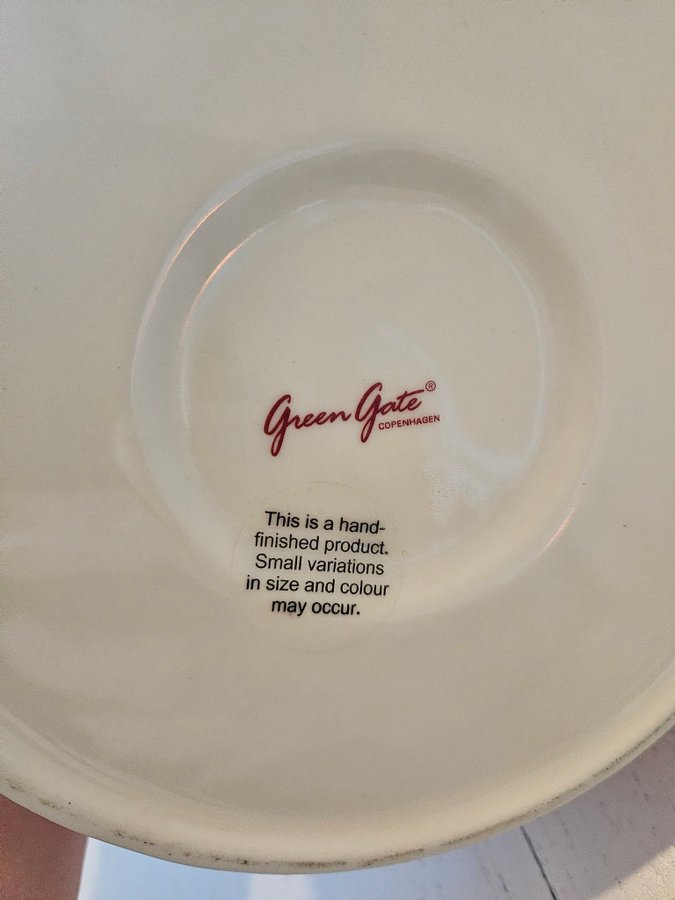 Green Gate®
COPENHAGEN
This is a hand-
finished product.
Small variations
in size and colour
may occur.